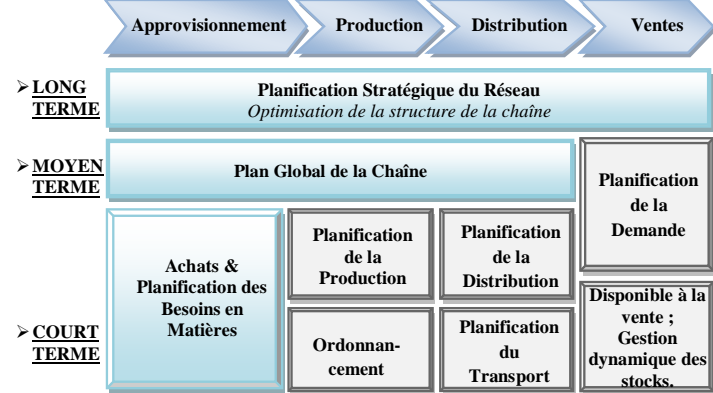 Approvisionnement
Production
Distribution
Ventes
➢ LONG
TERME
Planification Stratégique du Réseau
Optimisation de la structure de la chaîne
➢ MOYEN
TERME
Plan Global de la Chaîne
Planification
de la
Demande
Achats &
Planification des
Besoins en
Matières
Planification
de la
Production
Planification
de la
Distribution
➢ COURT
TERME
Ordonnan-
cement
Planification
du
Transport
Disponible à la
vente ;
Gestion
dynamique des
stocks.